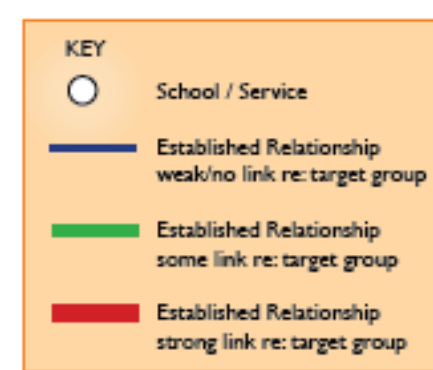 KEY
School / Service
Established Relationship
weak/no link re: target group
Established Relationship
some link re: target group
Established Relationship
strong link re: target group